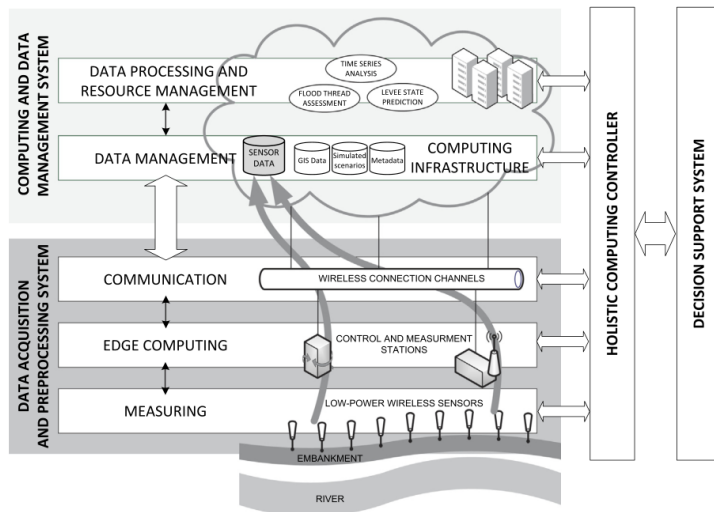 COMPUTING AND DATA
MANAGEMENT SYSTEM
DATA PROCESSING AND
RESOURCE MANAGEMENT
TIME SERIES
ANALYSIS
FLOOD THREAD
ASSESSMENT
LEVEE STATE
PREDICTION
DATA MANAGEMENT
SENSOR
DATA
GIS Data
Simulated
scenarios
Metadata
COMPUTING
INFRASTRUCTURE
DATA ACQUISITION
AND PREPROCESSING SYSTEM
COMMUNICATION
WIRELESS CONNECTION CHANNELS
EDGE COMPUTING
CONTROL AND MEASURMENT
STATIONS
MEASURING
LOW-POWER WIRELESS SENSORS
EMBANKMENT
RIVER
HOLISTIC COMPUTING CONTROLLER
DECISION SUPPORT SYSTEM